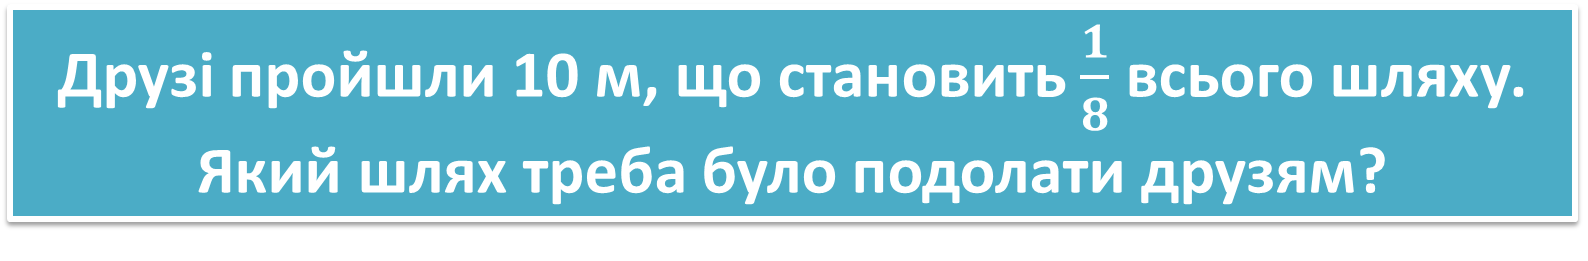 Друзі пройшли 10 м, що становить 1/8 всього шляху.
Який шлях треба було подолати друзям?